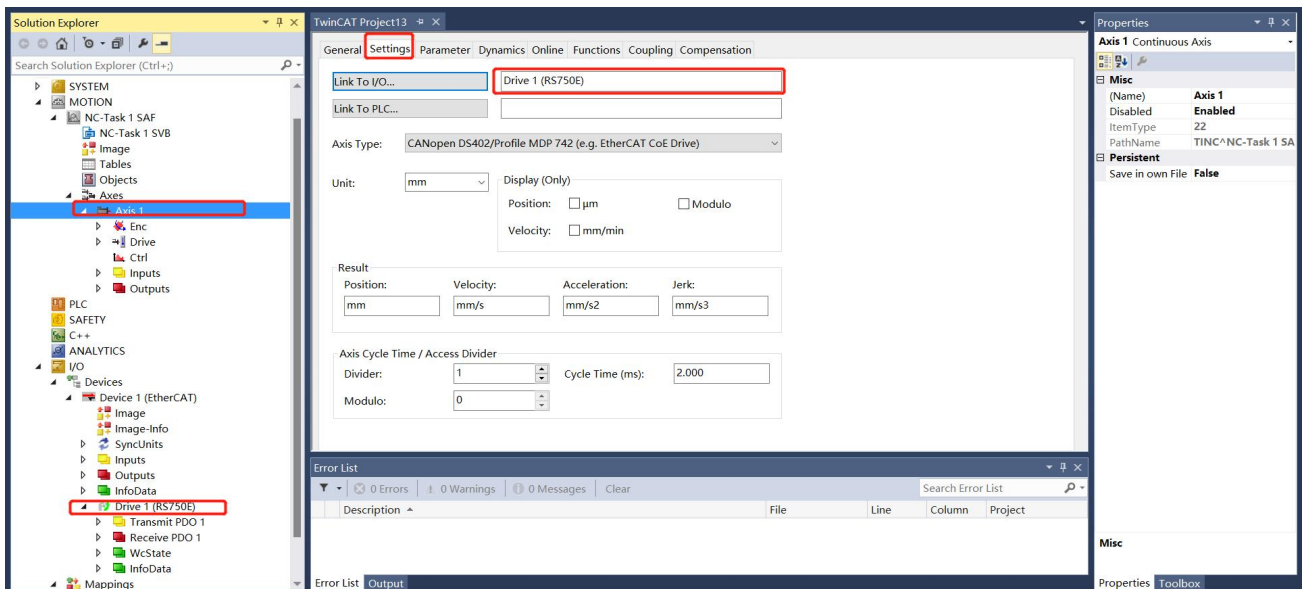 Solution Explorer
Search Solution Explorer (Ctrl+;)
SYSTEM
MOTION
NC-Task 1 SAF
NC-Task 1 SVB
Image
Tables
Objects
Axes
Axis 1
Enc
Drive
Ctrl
Inputs
Outputs
PLC
SAFETY
C++
ANALYTICS
I/O
Devices
Device 1 (EtherCAT)
Image
Image-Info
SyncUnits
Inputs
Outputs
InfoData
Drive 1 (RS750E)
Transmit PDO 1
Receive PDO 1
WcState
InfoData
Mappings
TwinCAT Project13
General Settings Parameter Dynamics Online Functions Coupling Compensation
Link To I/O... Drive 1 (RS750E)
Link To PLC...
Axis Type: CANopen DS402/Profile MDP 742 (e.g. EtherCAT CoE Drive)
Unit: mm Display (Only)
Position: μm Modulo
Velocity: mm/min
Result
Position: Velocity: Acceleration: Jerk:
mm mm/s mm/s2 mm/s3
Axis Cycle Time / Access Divider
Divider: 1 Cycle Time (ms): 2.000
Modulo: 0
Error List
0 Errors 0 Warnings 0 Messages Clear Search Error List
Description File Line Column Project
Error List Output
Properties
Axis 1 Continuous Axis
Misc
(Name) Axis 1
Disabled Enabled
ItemType 22
PathName TINC^NC-Task 1 SA
Persistent
Save in own File False
Misc
Properties Toolbox